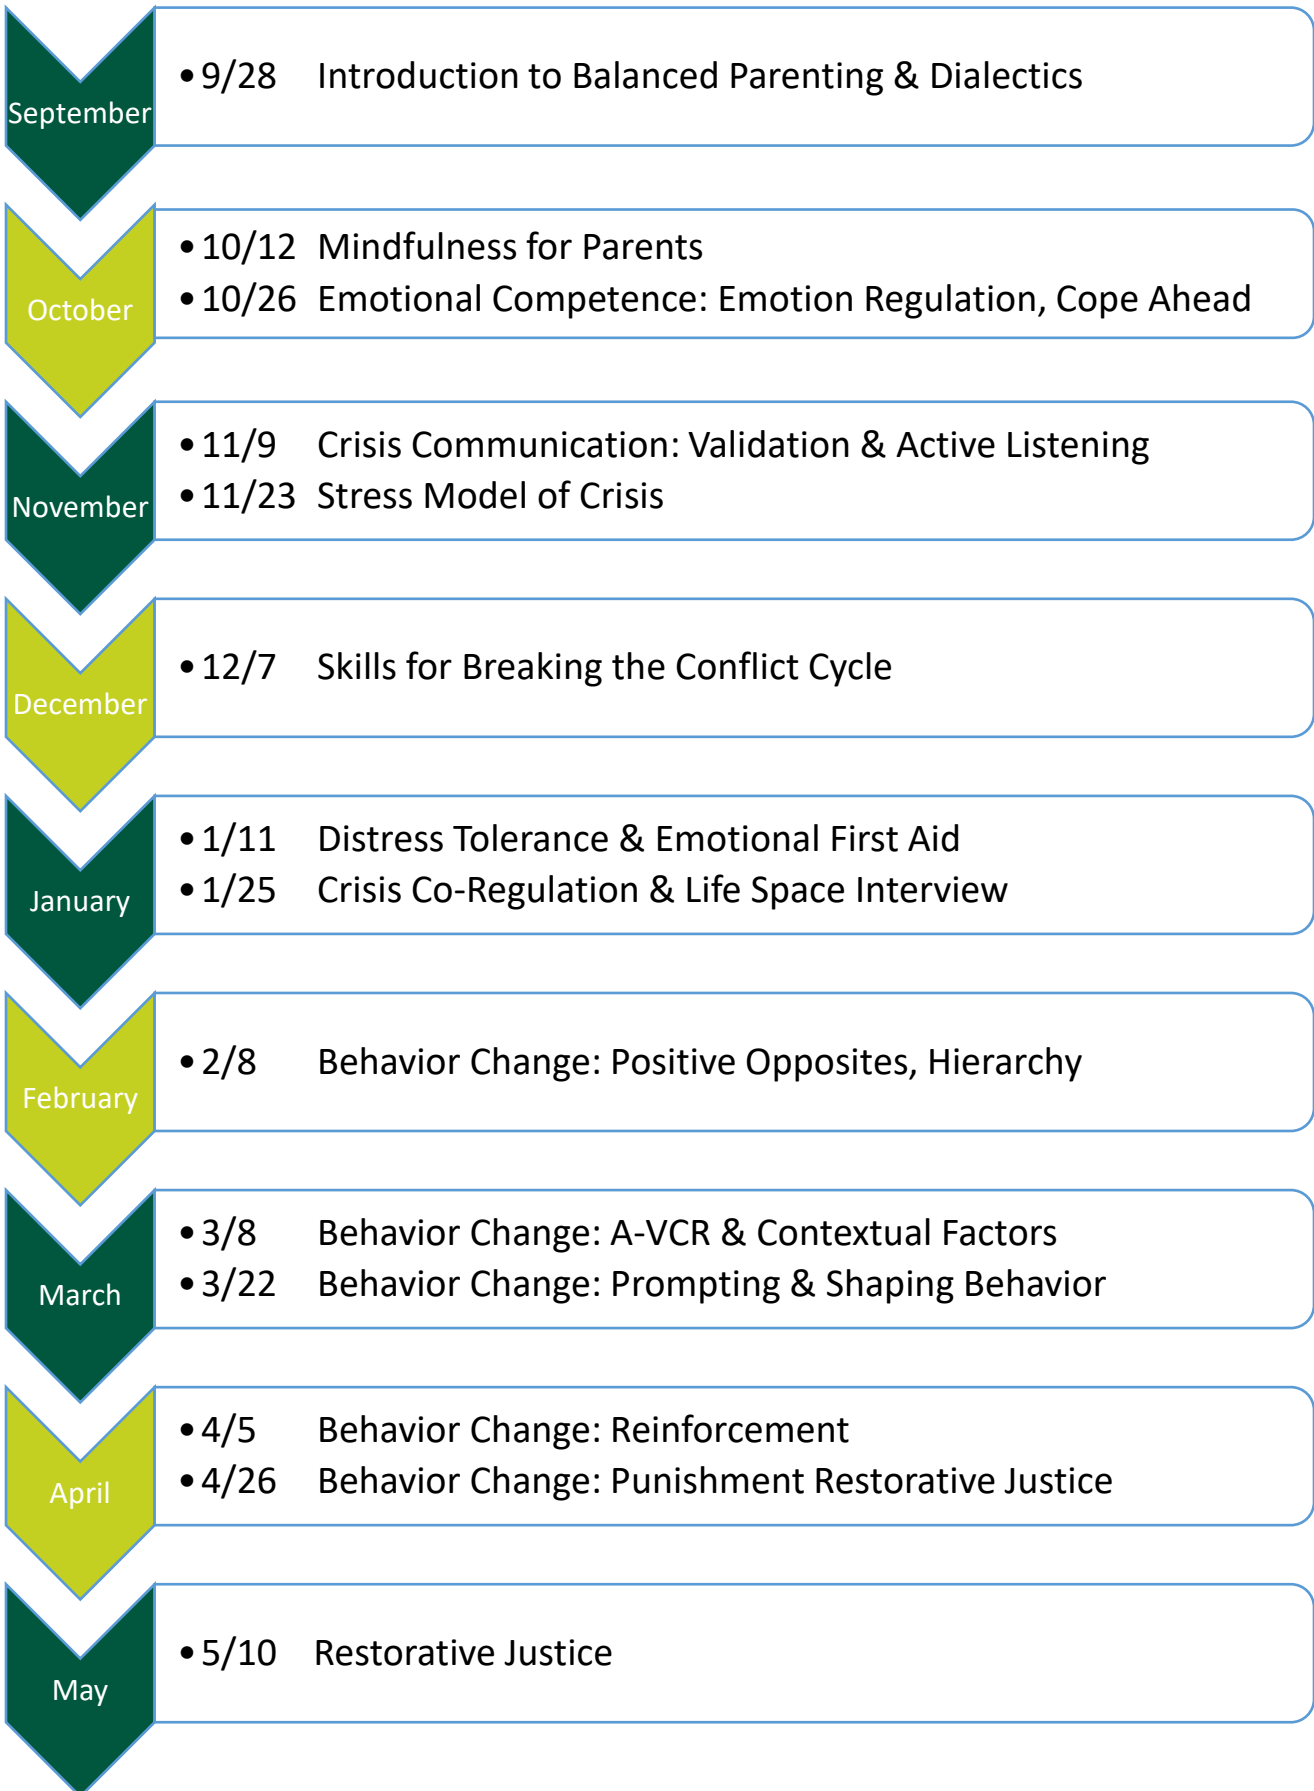 September
• 9/28 Introduction to Balanced Parenting & Dialectics
October
• 10/12 Mindfulness for Parents
• 10/26 Emotional Competence: Emotion Regulation, Cope Ahead
November
• 11/9 Crisis Communication: Validation & Active Listening
• 11/23 Stress Model of Crisis
December
• 12/7 Skills for Breaking the Conflict Cycle
January
• 1/11 Distress Tolerance & Emotional First Aid
• 1/25 Crisis Co-Regulation & Life Space Interview
February
• 2/8 Behavior Change: Positive Opposites, Hierarchy
March
• 3/8 Behavior Change: A-VCR & Contextual Factors
• 3/22 Behavior Change: Prompting & Shaping Behavior
April
• 4/5 Behavior Change: Reinforcement
• 4/26 Behavior Change: Punishment Restorative Justice
May
• 5/10 Restorative Justice